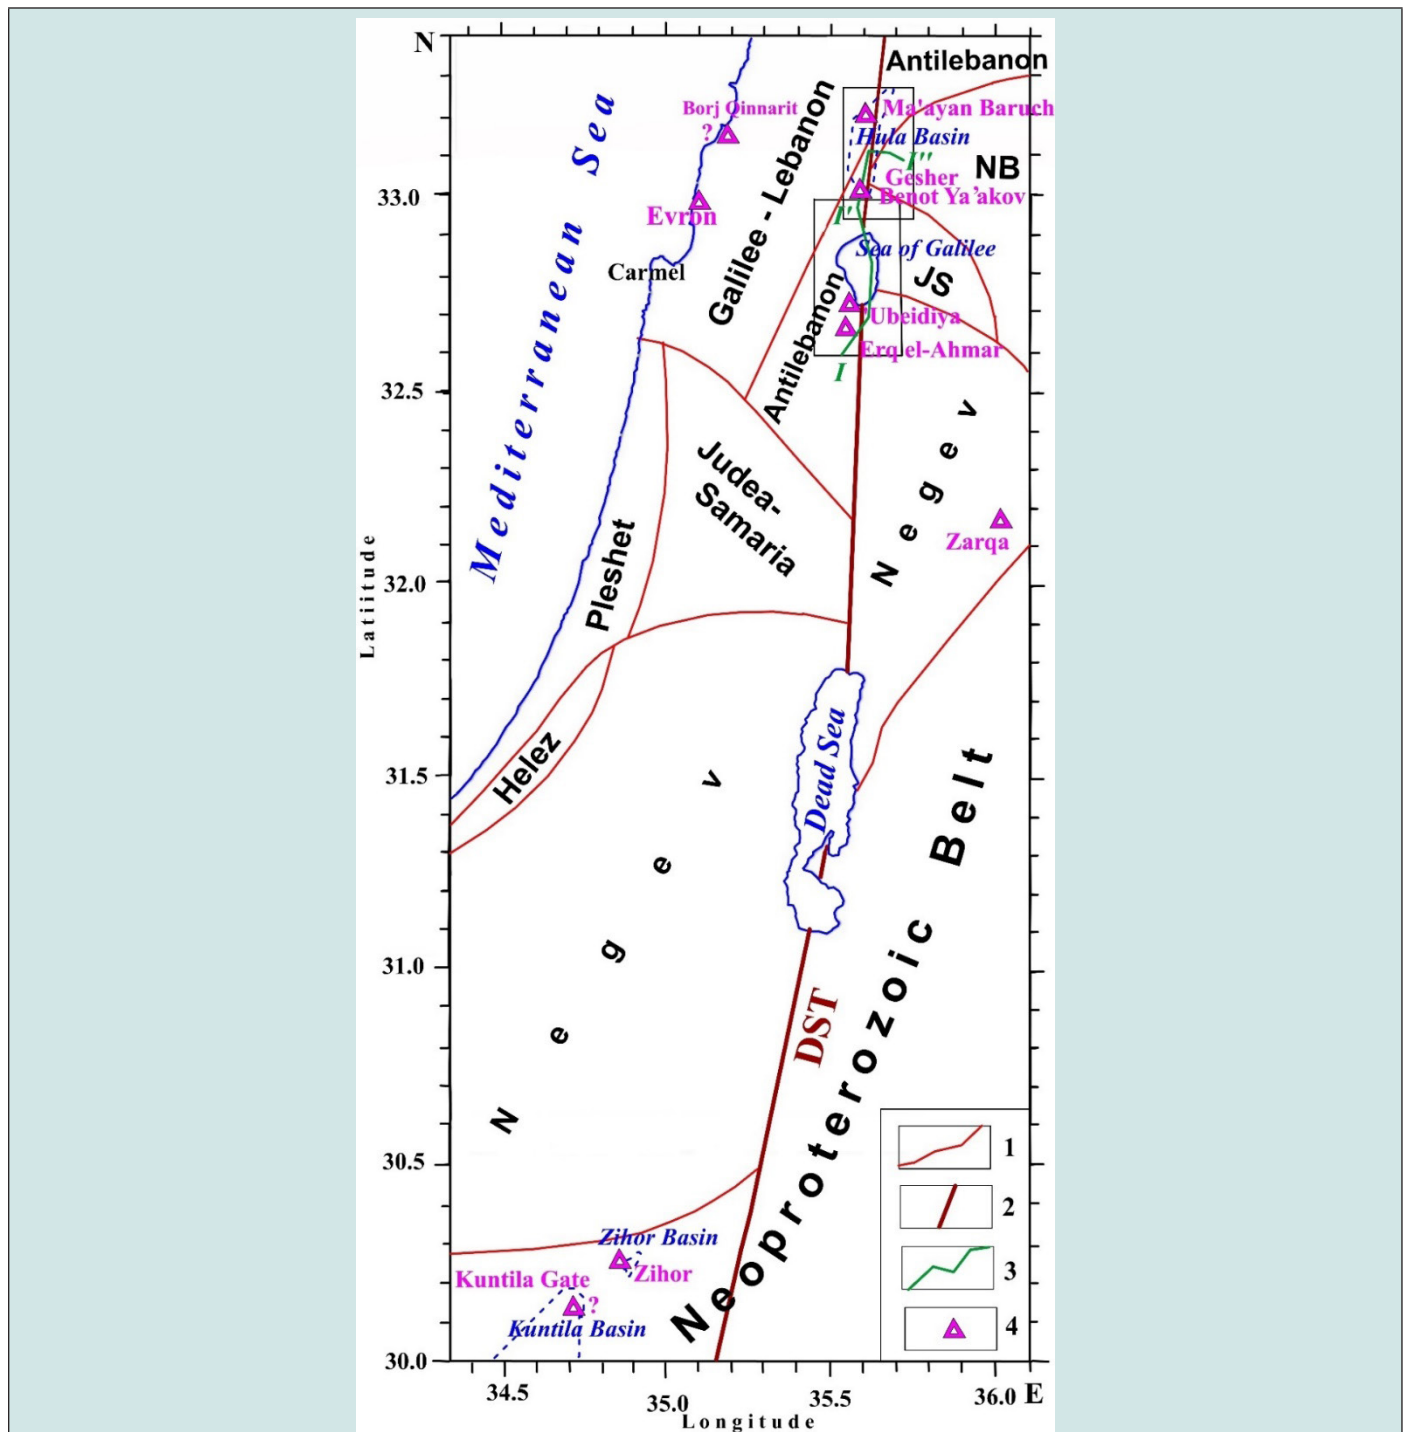 N
Antilebanon
Mediterranean Sea
Borj Qinnarit
?
Ma'ayan Baruch
Hula Basin
I''
NB
Galilee - Lebanon
Gesher
Benot Ya’akov
33.0
Evron
I'
Sea of Galilee
Carmel
JS
Antilebanon
'Ubeidiya
Erq el-Ahmar
I
32.5
Negev
Judea-
Samaria
Zarqa
Pleshet
32.0
Latiitude
Helez
Dead Sea
31.5
Negev
Neoproterozoic Belt
31.0
DST
30.5
1
2
3
4
Zihor Basin
Zihor
Kuntila Gate
?
Kuntila Basin
30.0
34.5
35.0
35.5
36.0 E
Longitude